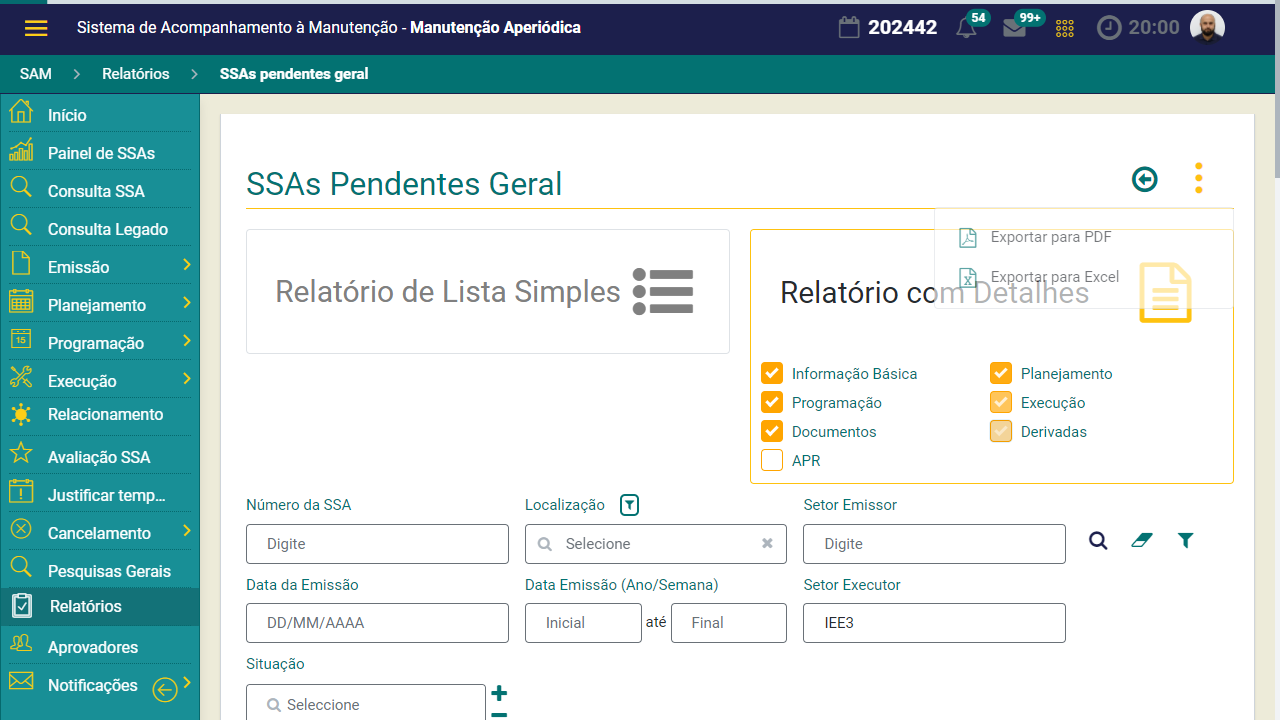 Sistema de Acompanhamento à Manutenção - Manutenção Aperiódica
202442
54
99+
20:00
SAM
Relatórios
SSAs pendentes geral
Início
Painel de SSAs
Consulta SSA
Consulta Legado
Emissão
Planejamento
15
Programação
Execução
Relacionamento
Avaliação SSA
Justificar temp...
Cancelamento
Pesquisas Gerais
Relatórios
Aprovadores
Notificações
SSAs Pendentes Geral
Exportar para PDF
Exportar para Excel
Relatório de Lista Simples
Relatório com Detalhes
Informação Básica
Planejamento
Programação
Execução
Documentos
Derivadas
APR
Número da SSA
Localização
Setor Emissor
Digite
Selecione
Digite
Data da Emissão
Data Emissão (Ano/Semana)
Setor Executor
DD/MM/AAAA
Inicial
até
Final
IEE3
Situação
Seleccione